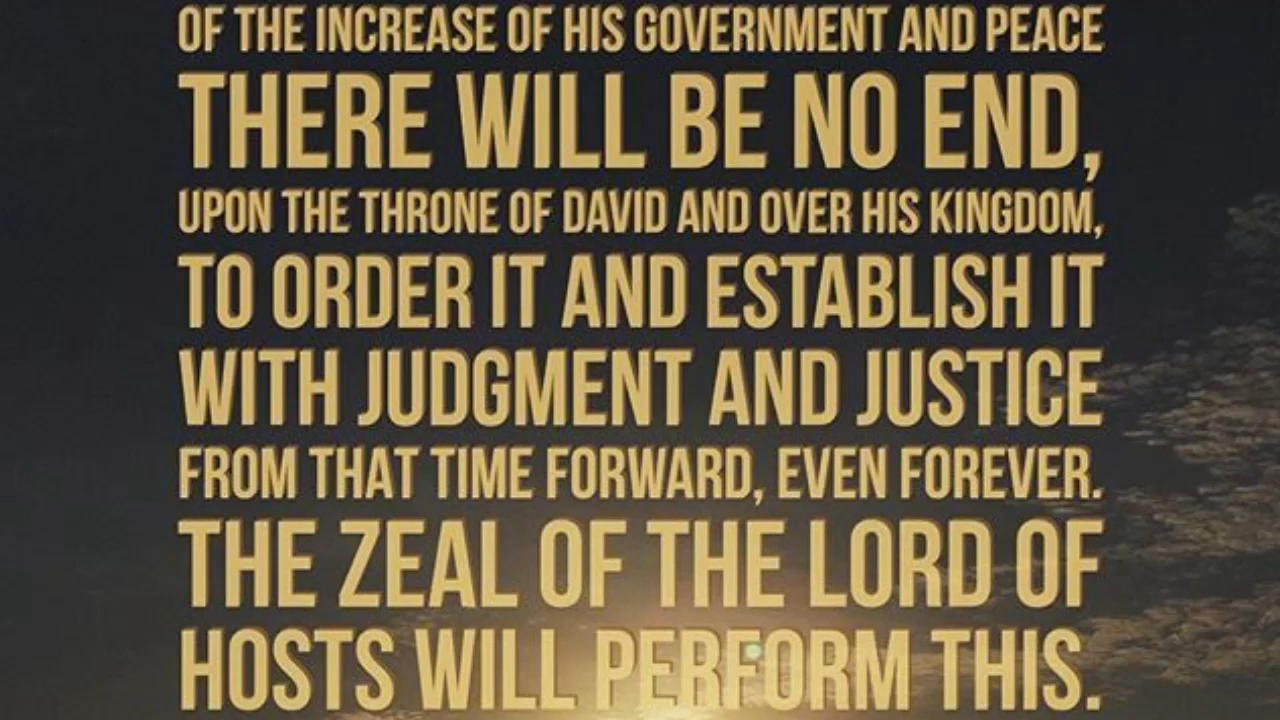 OF THE INCREASE OF HIS GOVERNMENT AND PEACE
THERE WILL BE NO END,
UPON THE THRONE OF DAVID AND OVER HIS KINGDOM,
TO ORDER IT AND ESTABLISH IT
WITH JUDGMENT AND JUSTICE
FROM THAT TIME FORWARD, EVEN FOREVER.
THE ZEAL OF THE LORD OF
HOSTS WILL PERFORM THIS.